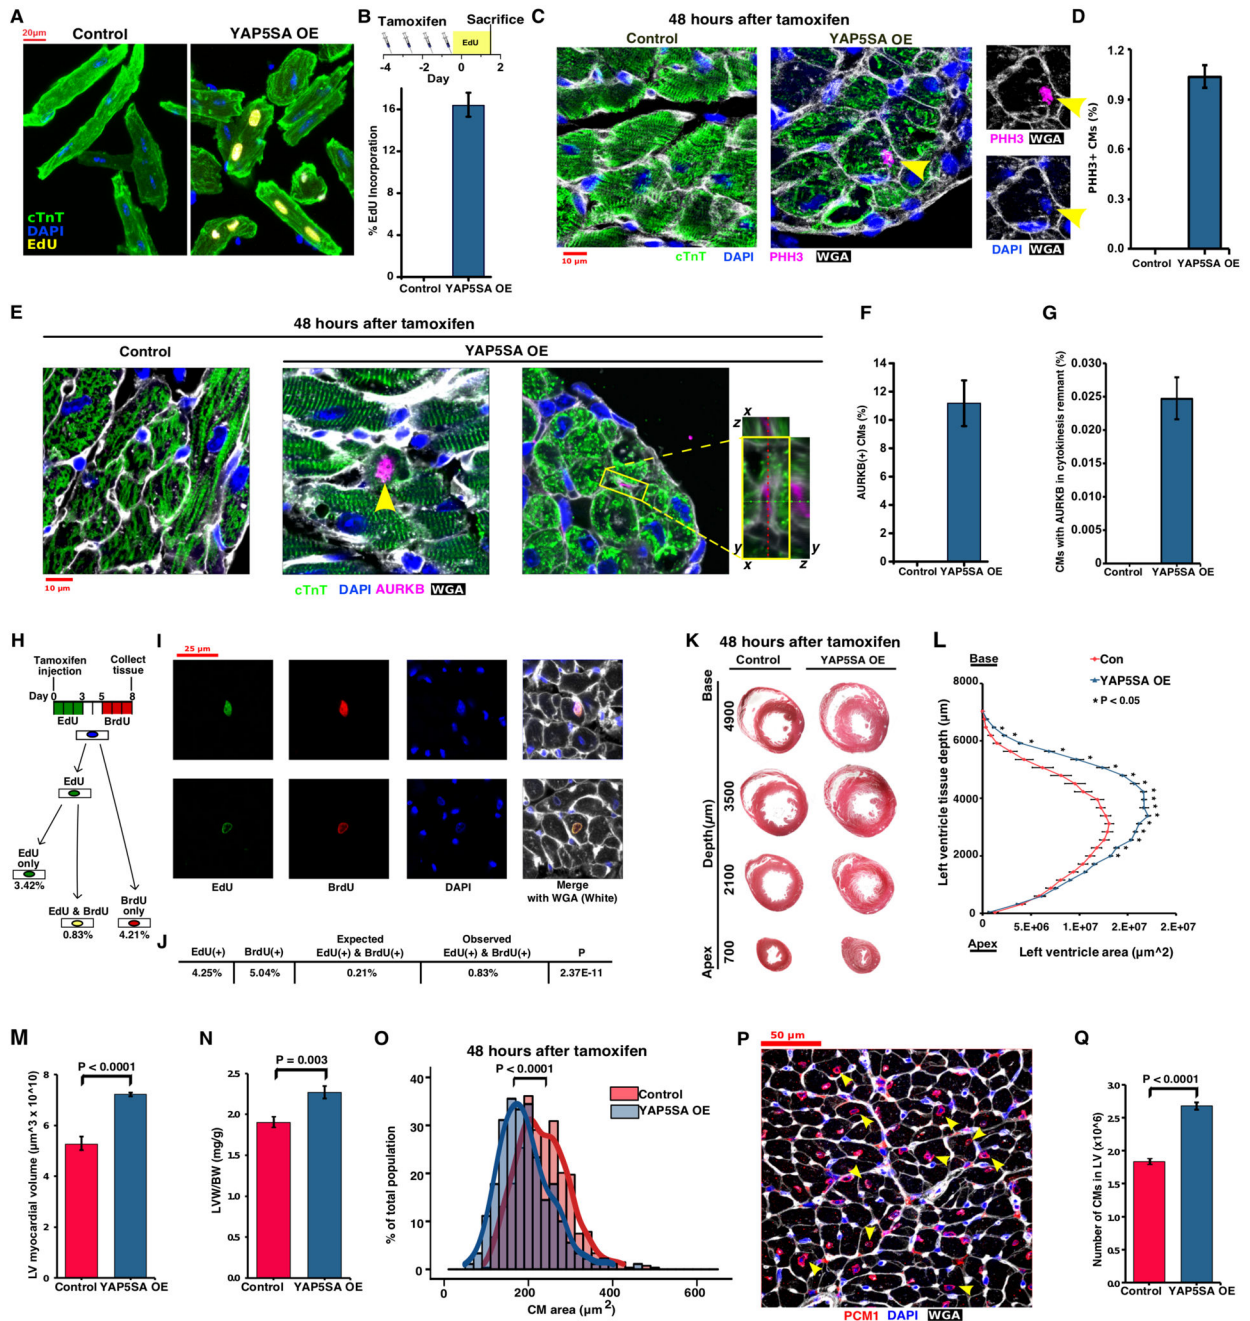 A
20µm
Control
YAP5SA OE
cTnT
DAPI
EdU
B
Tamoxifen
Sacrifice
EdU
-4
-2
0
2
Day
% EdU Incorporation
20
16
12
8
4
0
Control YAP5SA OE
C
48 hours after tamoxifen
Control
YAP5SA OE
10 µm
cTnT
DAPI
PHH3
WGA
PHH3 WGA
DAPI WGA
D
PHH3+ CMs (%)
1.2
0.9
0.6
0.3
0.0
Control YAP5SA OE
E
48 hours after tamoxifen
Control
YAP5SA OE
x
z
y
x
y
z
10 µm
cTnT
DAPI AURKB WGA
F
AURKB(+) CMs (%)
14
12
10
8
6
4
2
0
Control YAP5SA OE
G
CMs with AURKB in cytokinesis remnant (%)
0.030
0.025
0.020
0.015
0.010
0.005
0.000
Control YAP5SA OE
H
Tamoxifen injection
Collect tissue
Day 0 3 5 8
EdU
BrdU
EdU
EdU only
3.42%
EdU & BrdU
0.83%
BrdU only
4.21%
I
25 µm
EdU
BrdU
DAPI
Merge
with WGA (White)
J
EdU(+)
BrdU(+)
Expected
EdU(+) & BrdU(+)
Observed
EdU(+) & BrdU(+)
P
4.25%
5.04%
0.21%
0.83%
2.37E-11
K
48 hours after tamoxifen
Control
YAP5SA OE
Base
4900
3500
Depth(µm)
2100
700
Apex
L
Base
Con
YAP5SA OE
* P < 0.05
Left ventricle tissue depth (µm)
8000
6000
4000
2000
0
0
5.E+06
1.E+07
2.E+07
2.E+07
Apex
Left ventricle area (µm^2)
M
P < 0.0001
LV myocardial volume (µm^3 x 10^10)
8
6
4
2
0
Control YAP5SA OE
N
P = 0.003
LVW/BW (mg/g)
2.5
2.0
1.5
1.0
0.5
0.0
Control YAP5SA OE
O
48 hours after tamoxifen
P < 0.0001
Control
YAP5SA OE
% of total population
40
30
20
10
0
0
200
400
600
CM area (µm²)
P
50 µm
PCM1 DAPI WGA
Q
P < 0.0001
Number of CMs in LV (x10^6)
3.0
2.5
2.0
1.5
1.0
0.5
0.0
Control YAP5SA OE